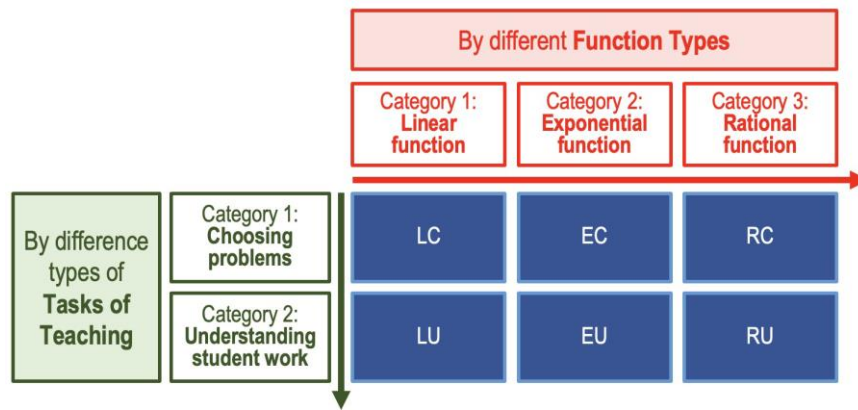 By different Function Types
Category 1:
Linear
function
Category 2:
Exponential
function
Category 3:
Rational
function
By difference
types of
Tasks of
Teaching
Category 1:
Choosing
problems
LC
EC
RC
Category 2:
Understanding
student work
LU
EU
RU